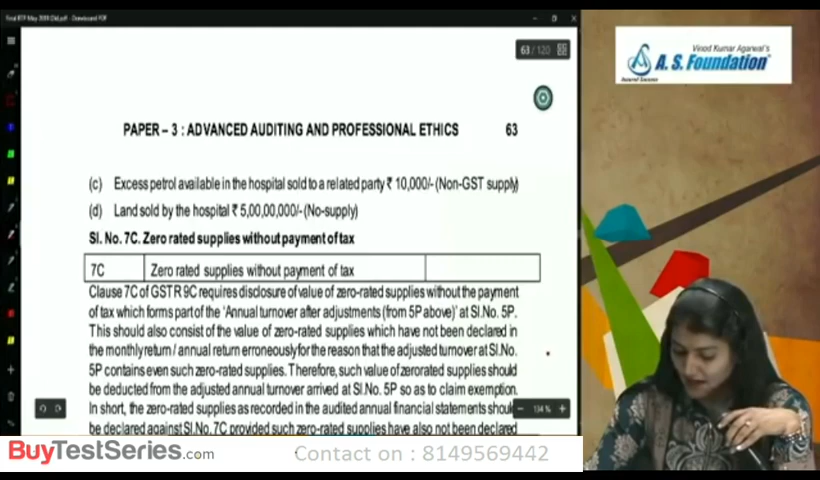 Final RTP May 2019 (Old).pdf - Drawboard PDF
63 / 120
Vinod Kumar Agarwal's
A. S. Foundation
Assured Success
PAPER – 3 : ADVANCED AUDITING AND PROFESSIONAL ETHICS 63
(c) Excess petrol available in the hospital sold to a related party ₹ 10,000/- (Non-GST supply)
(d) Land sold by the hospital ₹ 5,00,00,000/- (No-supply)
Sl. No. 7C. Zero rated supplies without payment of tax
7C Zero rated supplies without payment of tax
Clause 7C of GSTR 9C requires disclosure of value of zero-rated supplies without the payment
of tax which forms part of the 'Annual turnover after adjustments (from 5P above)' at Sl.No. 5P.
This should also consist of the value of zero-rated supplies which have not been declared in
the monthly return / annual return erroneously for the reason that the adjusted turnover at Sl.No.
5P contains even such zero-rated supplies. Therefore, such value of zerorated supplies should
be deducted from the adjusted annual turnover arrived at Sl.No. 5P so as to claim exemption.
In short, the zero-rated supplies as recorded in the audited annual financial statements should
be declared against Sl.No. 7C provided such zero-rated supplies have also not been declared
134 %
BuyTestSeries.com
Contact on : 8149569442